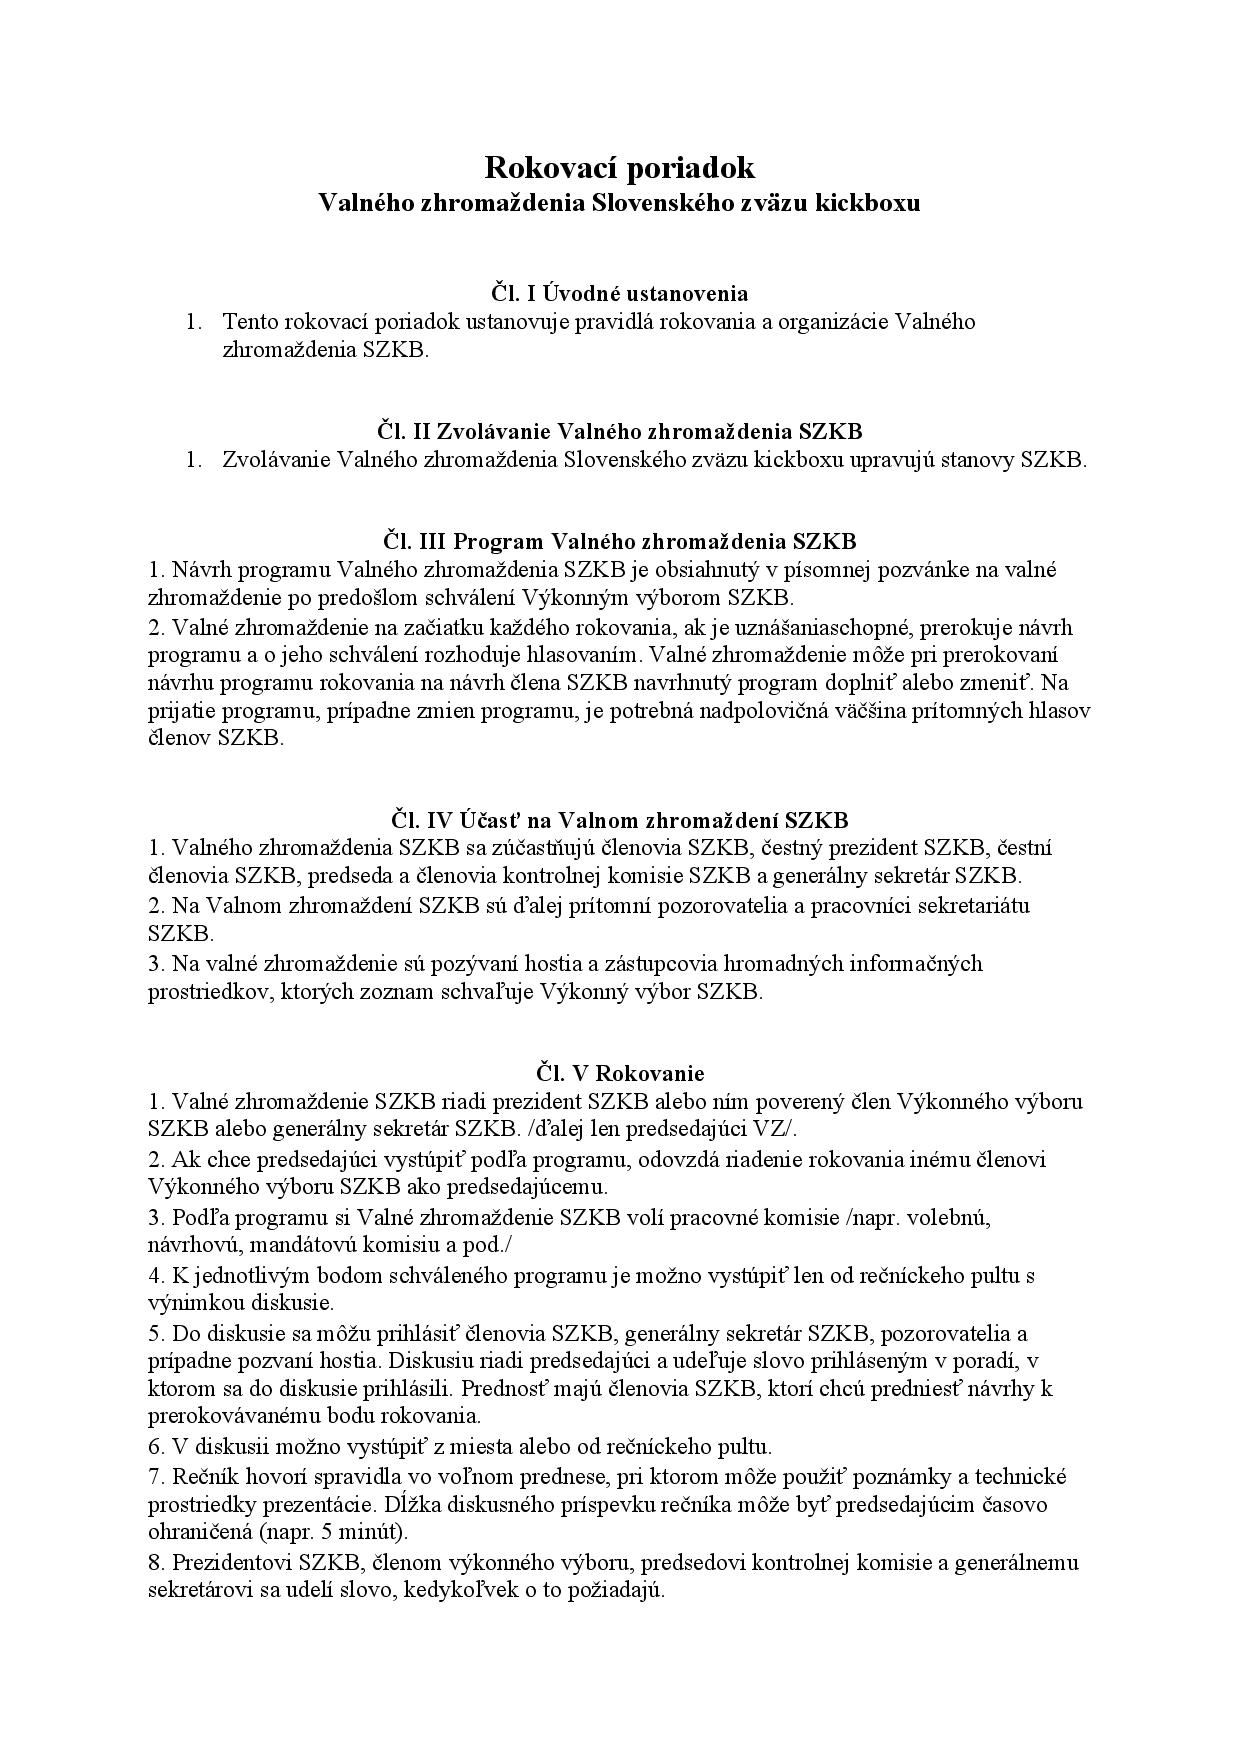 Rokovací poriadok
Valného zhromaždenia Slovenského zväzu kickboxu
Čl. I Úvodné ustanovenia
1. Tento rokovací poriadok ustanovuje pravidlá rokovania a organizácie Valného
zhromaždenia SZKB.
Čl. II Zvolávanie Valného zhromaždenia SZKB
1. Zvolávanie Valného zhromaždenia Slovenského zväzu kickboxu upravujú stanovy SZKB.
Čl. III Program Valného zhromaždenia SZKB
1. Návrh programu Valného zhromaždenia SZKB je obsiahnutý v písomnej pozvánke na valné
zhromaždenie po predošlom schválení Výkonným výborom SZKB.
2. Valné zhromaždenie na začiatku každého rokovania, ak je uznášaniaschopné, prerokuje návrh
programu a o jeho schválení rozhoduje hlasovaním. Valné zhromaždenie môže pri prerokovaní
návrhu programu rokovania na návrh člena SZKB navrhnutý program doplniť alebo zmeniť. Na
prijatie programu, prípadne zmien programu, je potrebná nadpolovičná väčšina prítomných hlasov
členov SZKB.
Čl. IV Účasť na Valnom zhromaždení SZKB
1. Valného zhromaždenia SZKB sa zúčastňujú členovia SZKB, čestný prezident SZKB, čestní
členovia SZKB, predseda a členovia kontrolnej komisie SZKB a generálny sekretár SZKB.
2. Na Valnom zhromaždení SZKB sú ďalej prítomní pozorovatelia a pracovníci sekretariátu
SZKB.
3. Na valné zhromaždenie sú pozývaní hostia a zástupcovia hromadných informačných
prostriedkov, ktorých zoznam schvaľuje Výkonný výbor SZKB.
Čl. V Rokovanie
1. Valné zhromaždenie SZKB riadi prezident SZKB alebo ním poverený člen Výkonného výboru
SZKB alebo generálny sekretár SZKB. /ďalej len predsedajúci VZ/.
2. Ak chce predsedajúci vystúpiť podľa programu, odovzdá riadenie rokovania inému členovi
Výkonného výboru SZKB ako predsedajúcemu.
3. Podľa programu si Valné zhromaždenie SZKB volí pracovné komisie /napr. volebnú,
návrhovú, mandátovú komisiu a pod./
4. K jednotlivým bodom schváleného programu je možno vystúpiť len od rečníckeho pultu s
výnimkou diskusie.
5. Do diskusie sa môžu prihlásiť členovia SZKB, generálny sekretár SZKB, pozorovatelia a
prípadne pozvaní hostia. Diskusiu riadi predsedajúci a udeľuje slovo prihláseným v poradí, v
ktorom sa do diskusie prihlásili. Prednosť majú členovia SZKB, ktorí chcú predniesť návrhy k
prerokovávanému bodu rokovania.
6. V diskusii možno vystúpiť z miesta alebo od rečníckeho pultu.
7. Rečník hovorí spravidla vo voľnom prednese, pri ktorom môže použiť poznámky a technické
prostriedky prezentácie. Dĺžka diskusného príspevku rečníka môže byť predsedajúcim časovo
ohraničená (napr. 5 minút).
8. Prezidentovi SZKB, členom výkonného výboru, predsedovi kontrolnej komisie a generálnemu
sekretárovi sa udelí slovo, kedykoľvek o to požiadajú.